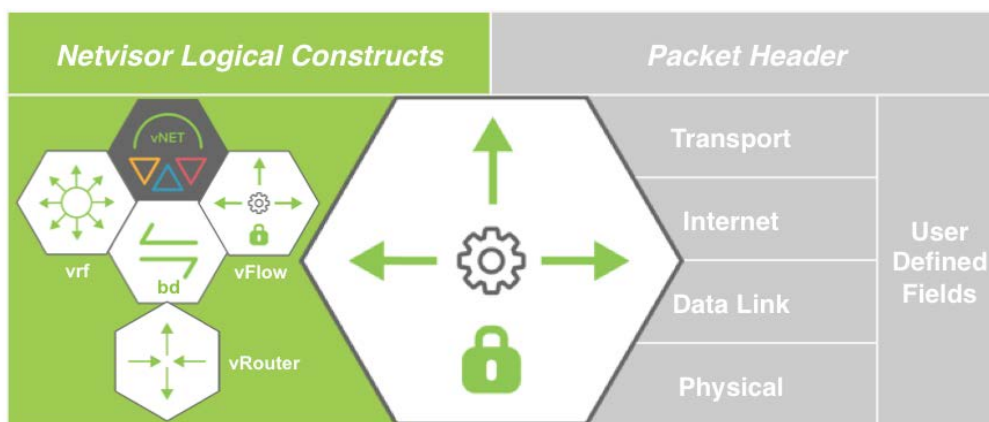 Netvisor Logical Constructs
Packet Header
vNET
vrf
bd
vFlow
vRouter
Transport
Internet
Data Link
Physical
User
Defined
Fields